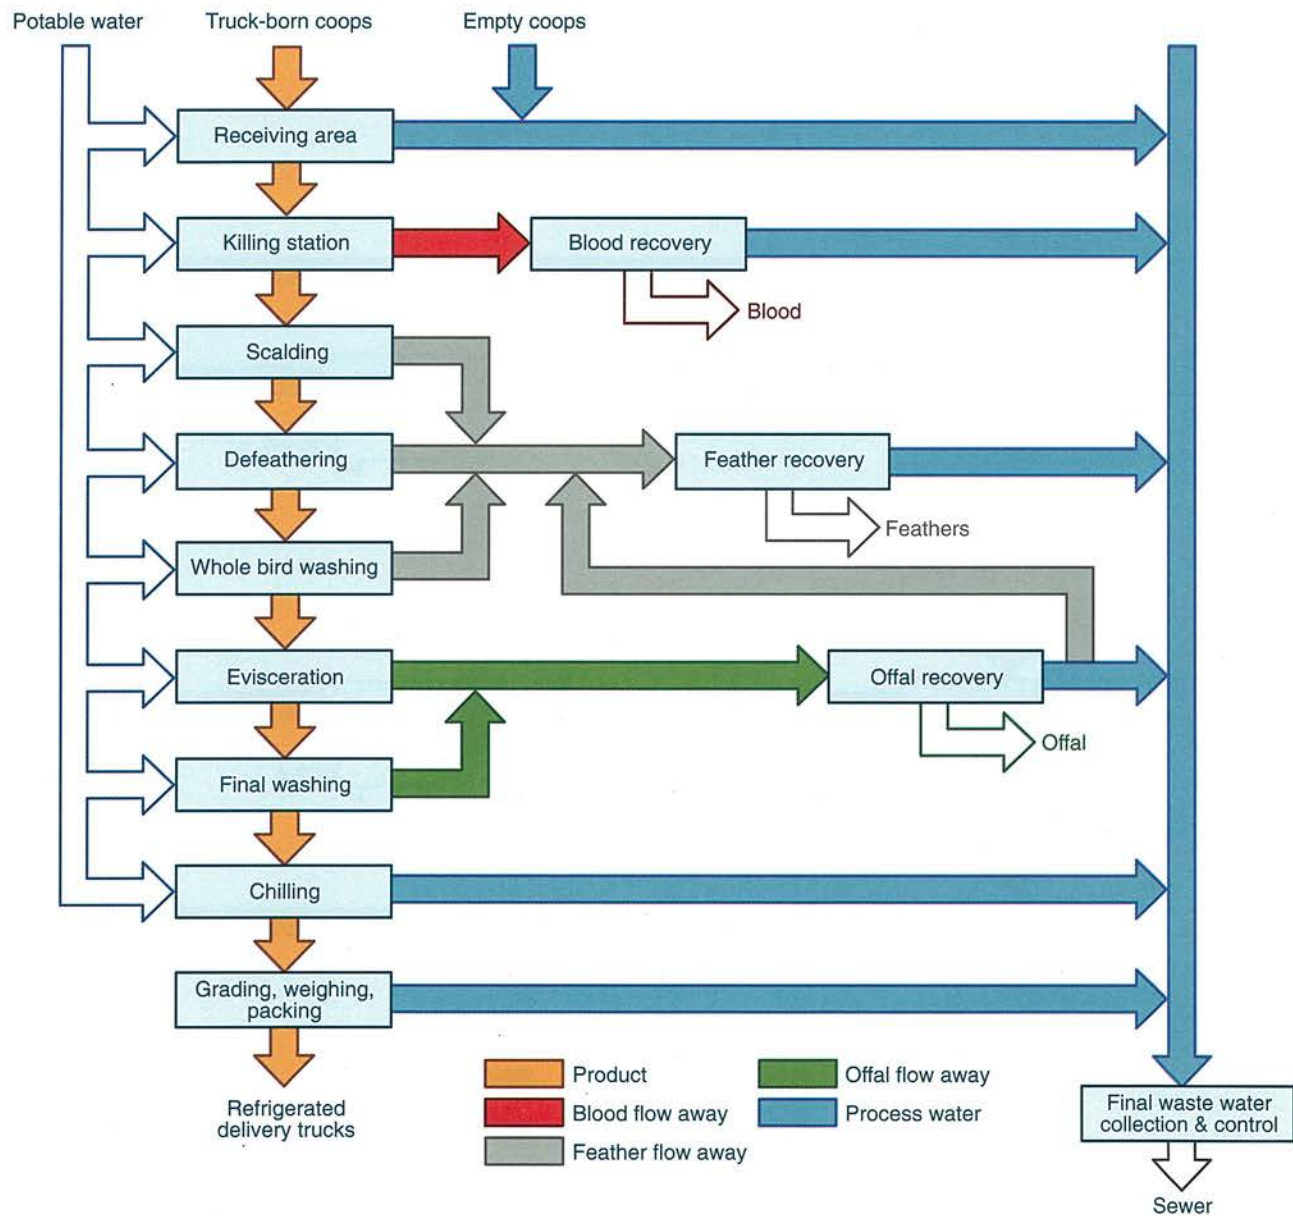 Potable water
Truck-born coops
Empty coops
Receiving area
Killing station
Blood recovery
Blood
Scalding
Defeathering
Feather recovery
Feathers
Whole bird washing
Evisceration
Offal recovery
Offal
Final washing
Chilling
Grading, weighing,
packing
Refrigerated
delivery trucks
Product
Blood flow away
Feather flow away
Offal flow away
Process water
Final waste water
collection & control
Sewer